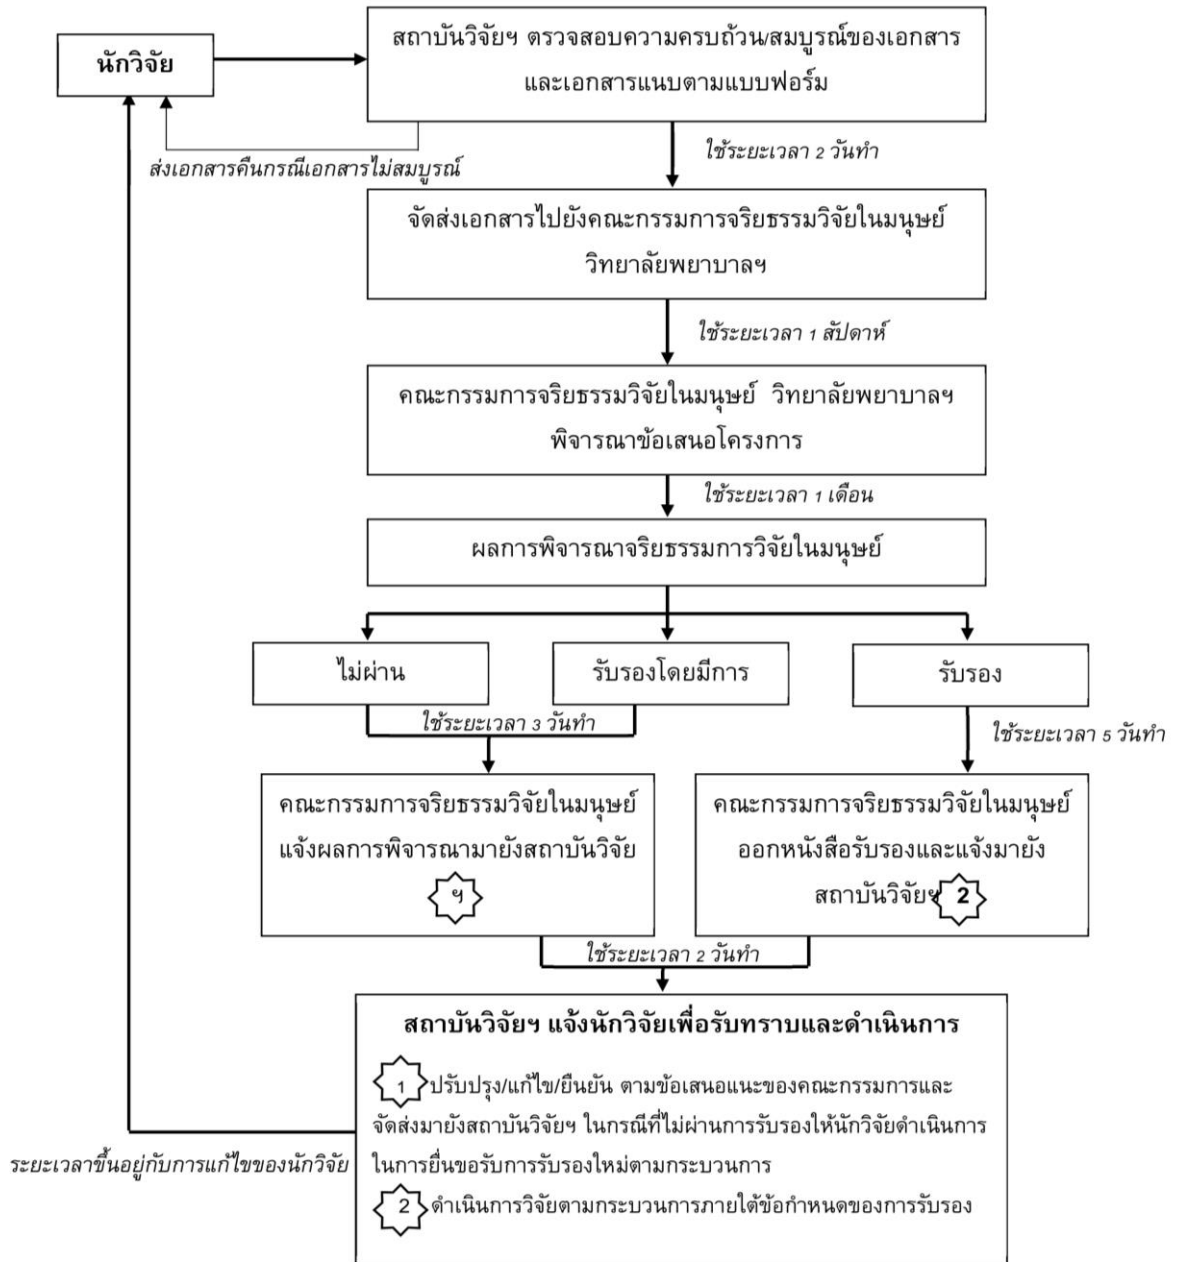 นักวิจัย
สถาบันวิจัยฯ ตรวจสอบความครบถ้วน/สมบูรณ์ของเอกสาร
และเอกสารแนบตามแบบฟอร์ม
ส่งเอกสารคืนกรณีเอกสารไม่สมบูรณ์
ใช้ระยะเวลา 2 วันทำ
จัดส่งเอกสารไปยังคณะกรรมการจริยธรรมวิจัยในมนุษย์
วิทยาลัยพยาบาลฯ
ใช้ระยะเวลา 1 สัปดาห์
คณะกรรมการจริยธรรมวิจัยในมนุษย์ วิทยาลัยพยาบาลฯ
พิจารณาข้อเสนอโครงการ
ใช้ระยะเวลา 1 เดือน
ผลการพิจารณาจริยธรรมการวิจัยในมนุษย์
ไม่ผ่าน
รับรองโดยมีการ
รับรอง
ใช้ระยะเวลา 3 วันทำ
ใช้ระยะเวลา 5 วันทำ
คณะกรรมการจริยธรรมวิจัยในมนุษย์
แจ้งผลการพิจารณามายังสถาบันวิจัย
ฯ
คณะกรรมการจริยธรรมวิจัยในมนุษย์
ออกหนังสือรับรองและแจ้งมายัง
สถาบันวิจัยฯ 2
ใช้ระยะเวลา 2 วันทำ
สถาบันวิจัยฯ แจ้งนักวิจัยเพื่อรับทราบและดำเนินการ
1 ปรับปรุง/แก้ไข/ยืนยัน ตามข้อเสนอแนะของคณะกรรมการและ
จัดส่งมายังสถาบันวิจัยฯ ในกรณีที่ไม่ผ่านการรับรองให้นักวิจัยดำเนินการ
ในการยื่นขอรับการรับรองใหม่ตามกระบวนการ
2 ดำเนินการวิจัยตามกระบวนการภายใต้ข้อกำหนดของการรับรอง
ระยะเวลาขึ้นอยู่กับการแก้ไขของนักวิจัย